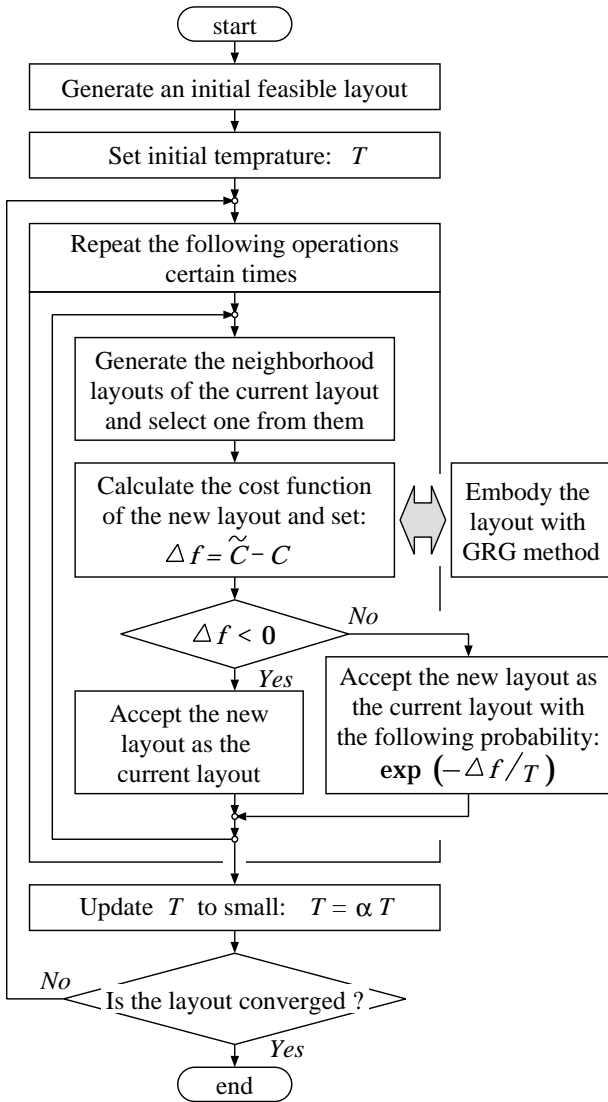 start
Generate an initial feasible layout
Set initial temprature: T
Repeat the following operations
certain times
Generate the neighborhood
layouts of the current layout
and select one from them
Calculate the cost function
of the new layout and set:
△f = C̃ - C
Embody the
layout with
GRG method
△f < 0
No
Yes
Accept the new
layout as the
current layout
Accept the new layout as
the current layout with
the following probability:
exp (-△f/T)
Update T to small: T = α T
Is the layout converged ?
No
Yes
end